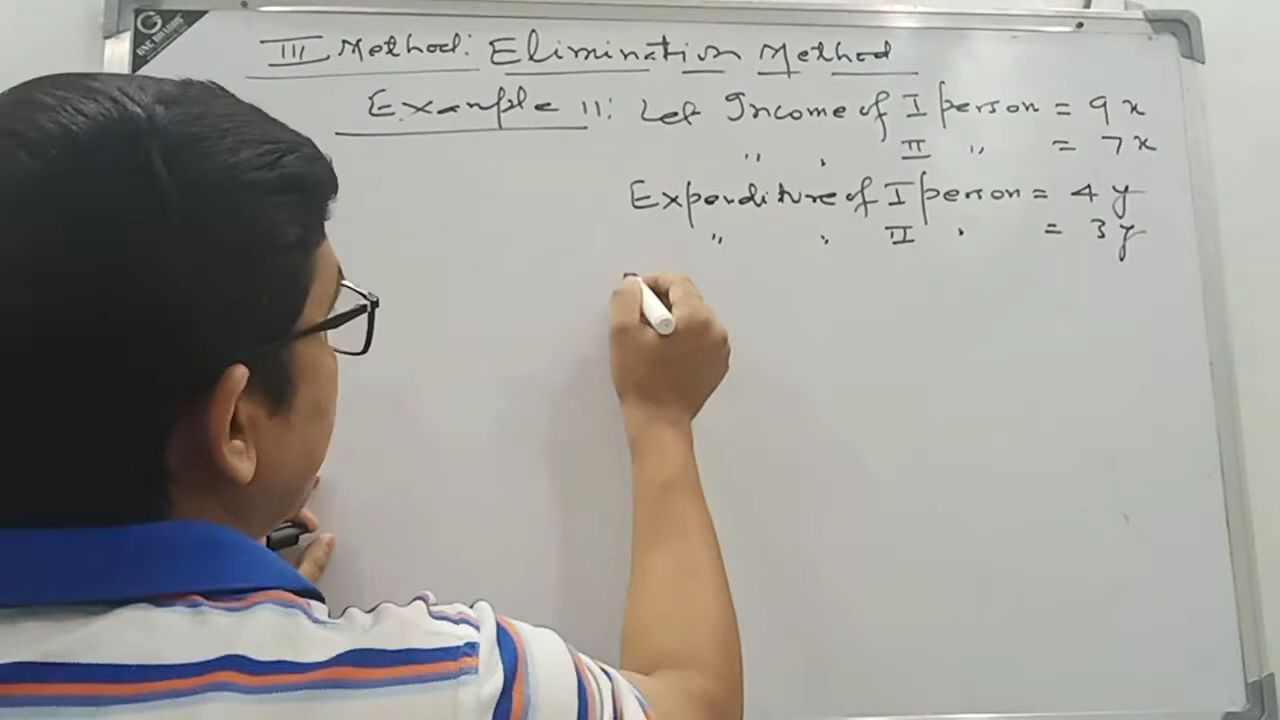 III Method: Elimination Method
Example 11: Let Income of I person = 9x
" , II " = 7x
Expenditure of I person = 4y
" , II , = 3y